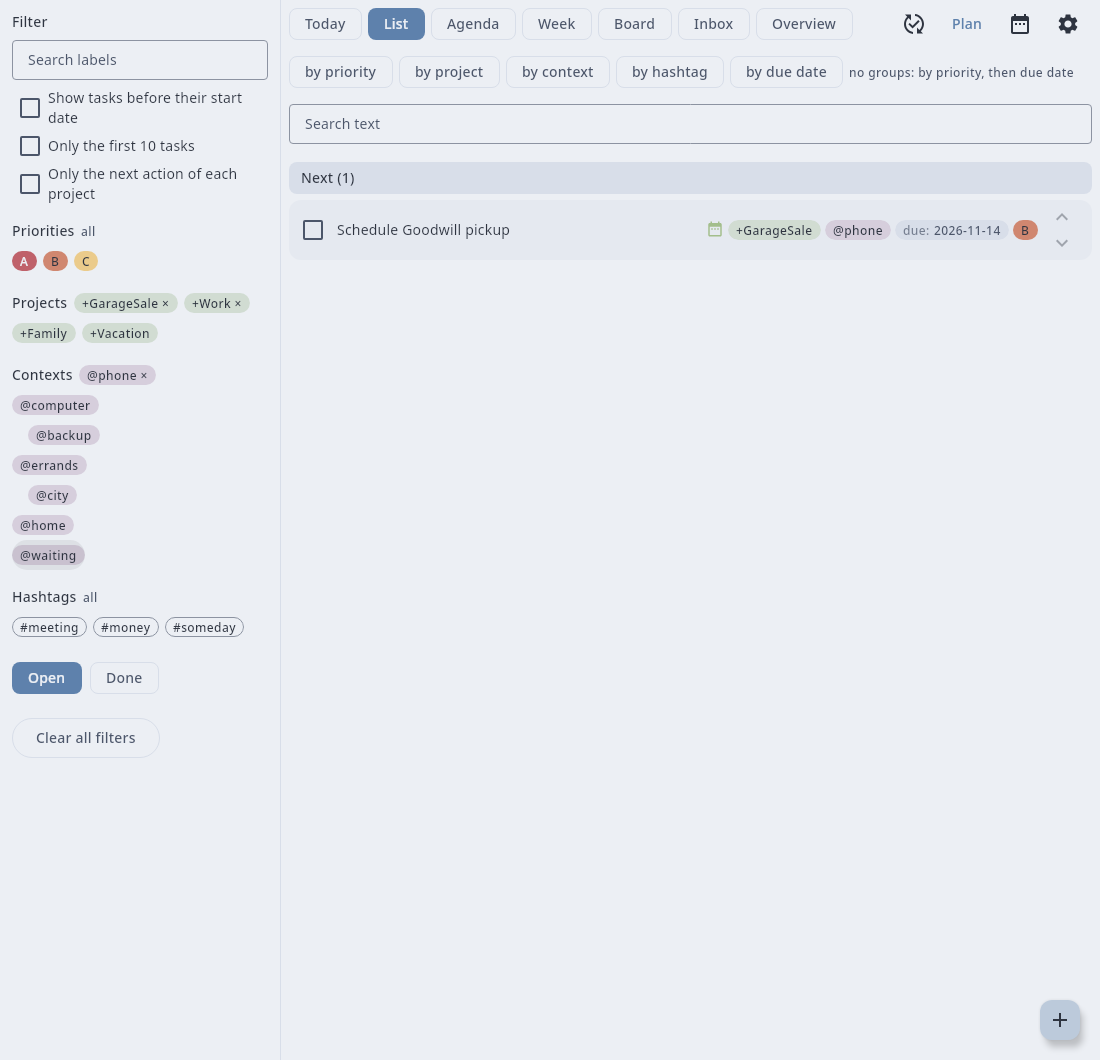 Filter
Search labels
Show tasks before their start
date
Only the first 10 tasks
Only the next action of each
project
Priorities all
A B C
Projects +GarageSale × +Work ×
+Family +Vacation
Contexts @phone ×
@computer
@backup
@errands
@city
@home
@waiting
Hashtags all
#meeting #money #someday
Open Done
Clear all filters
Today List Agenda Week Board Inbox Overview Plan
by priority by project by context by hashtag by due date no groups: by priority, then due date
Search text
Next (1)
Schedule Goodwill pickup +GarageSale @phone due: 2026-11-14 B